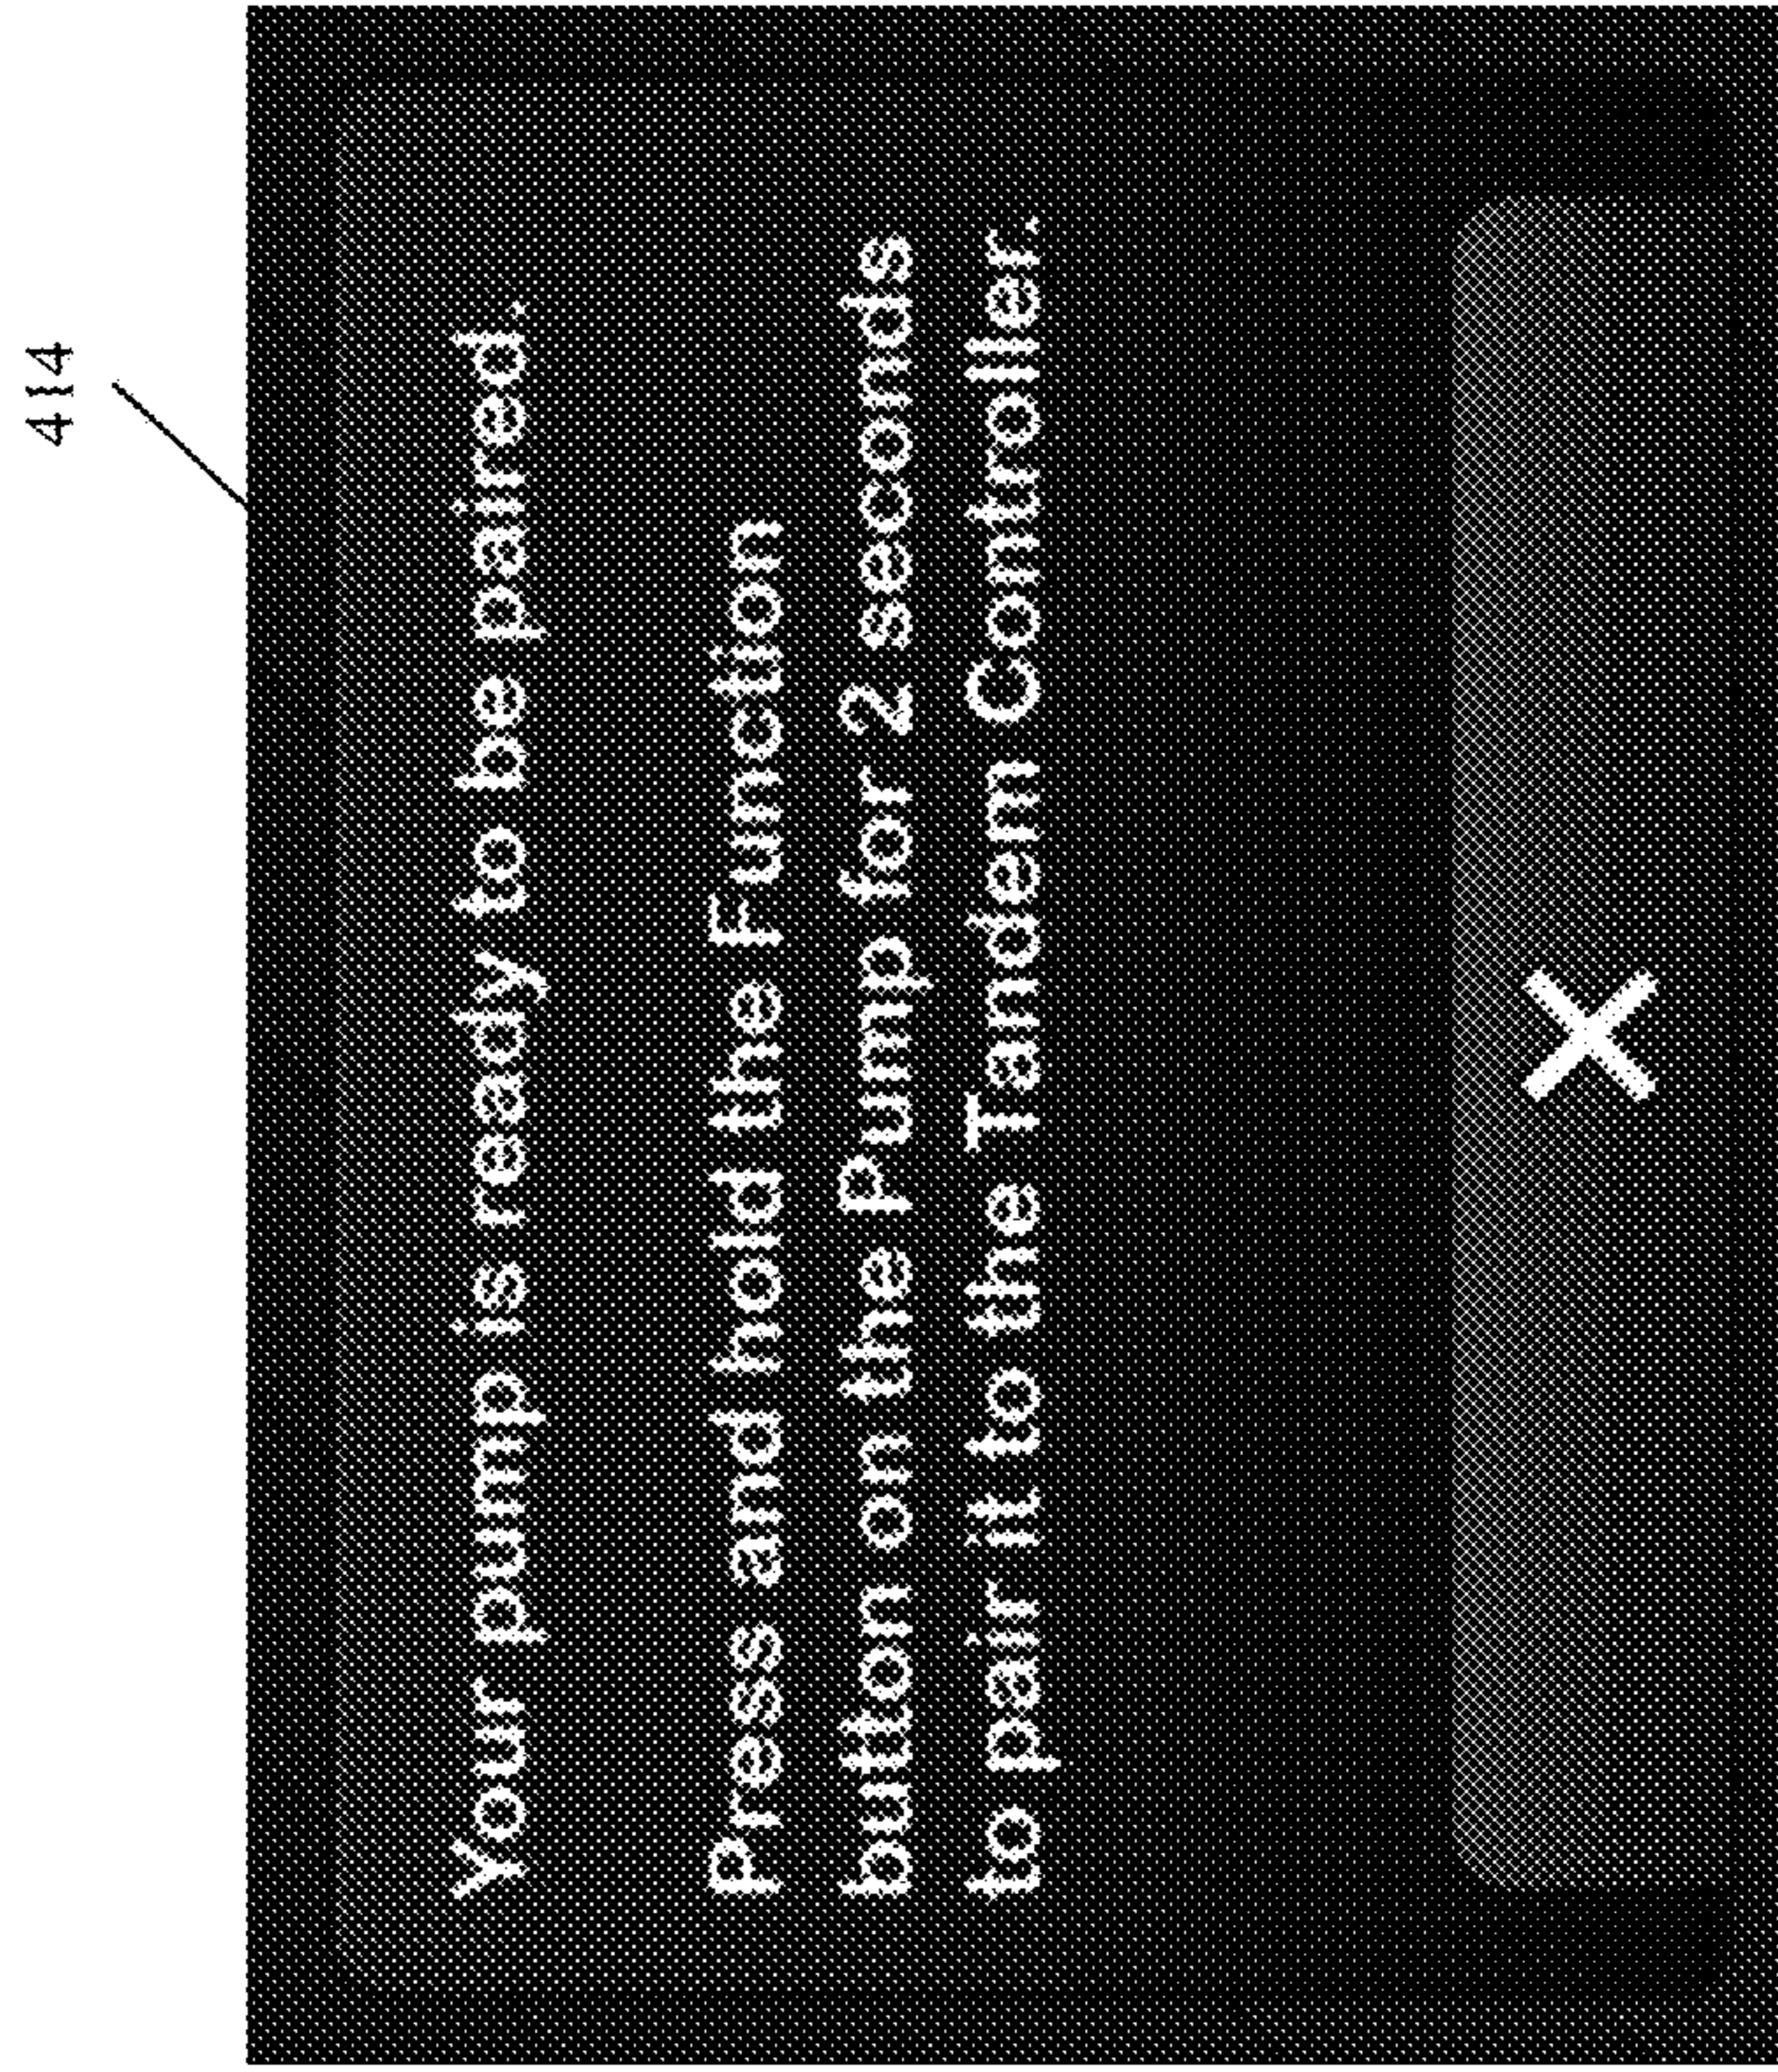 414
Your pump is ready to be paired.
Press and hold the Function
button on the Pump for 2 seconds
to pair it to the Tandem Controller.